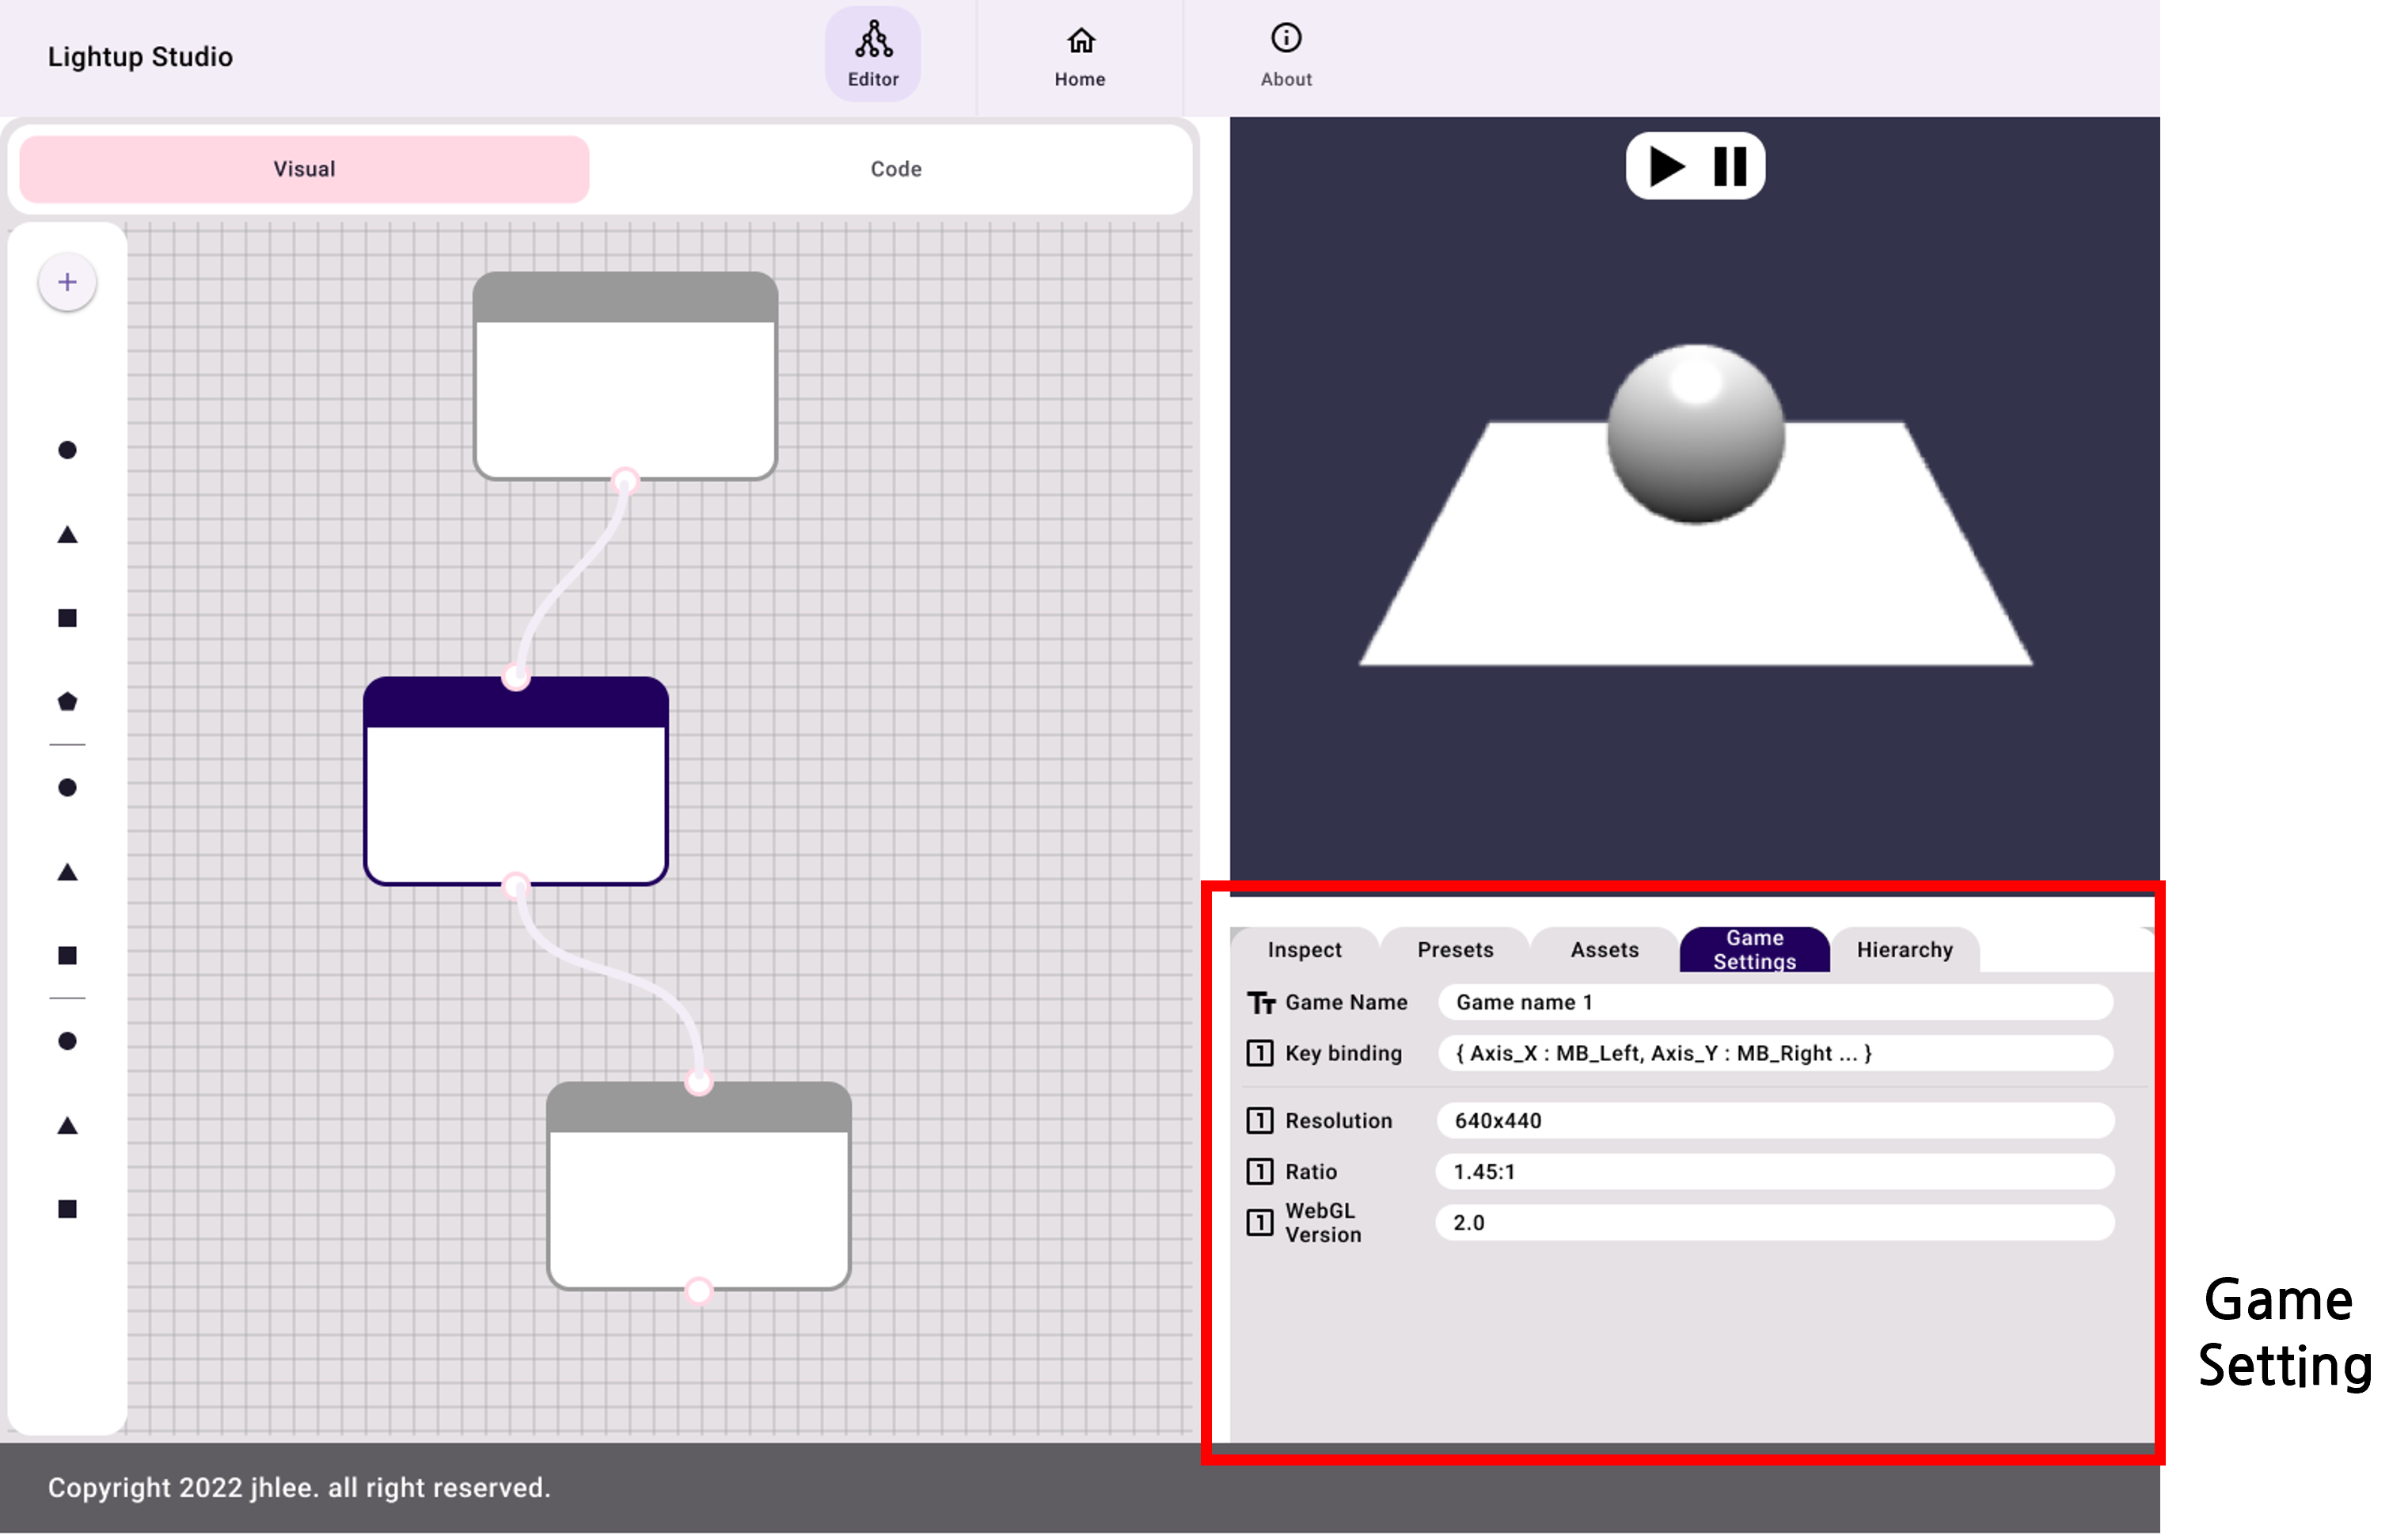 Lightup Studio
Editor
Home
About
Visual
Code
Inspect
Presets
Assets
Game
Settings
Hierarchy
Game Name
Game name 1
Key binding
{ Axis_X : MB_Left, Axis_Y : MB_Right ... }
Resolution
640x440
Ratio
1.45:1
WebGL
Version
2.0
Game
Setting
Copyright 2022 jhlee. all right reserved.